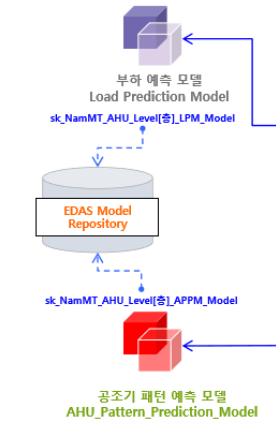 부하 예측 모델
Load Prediction Model
sk_NamMT_AHU_Level[층]_LPM_Model
EDAS Model
Repository
sk_NamMT_AHU_Level[층]_APPM_Model
공조기 패턴 예측 모델
AHU_Pattern_Prediction_Model